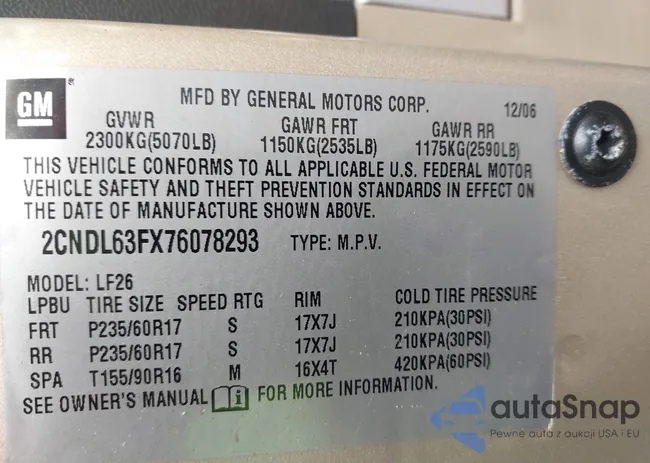 GM ®
MFD BY GENERAL MOTORS CORP. 12/06
GVWR GAWR FRT GAWR RR
2300KG(5070LB) 1150KG(2535LB) 1175KG(2590LB)
THIS VEHICLE CONFORMS TO ALL APPLICABLE U.S. FEDERAL MOTOR
VEHICLE SAFETY AND THEFT PREVENTION STANDARDS IN EFFECT ON
THE DATE OF MANUFACTURE SHOWN ABOVE.
2CNDL63FX76078293 TYPE: M.P.V.
MODEL: LF26
LPBU TIRE SIZE SPEED RTG RIM COLD TIRE PRESSURE
FRT P235/60R17 S 17X7J 210KPA(30PSI)
RR P235/60R17 S 17X7J 210KPA(30PSI)
SPA T155/90R16 M 16X4T 420KPA(60PSI)
SEE OWNER'S MANUAL i FOR MORE INFORMATION.
autaSnap
Pewne auta z aukcji USA i EU